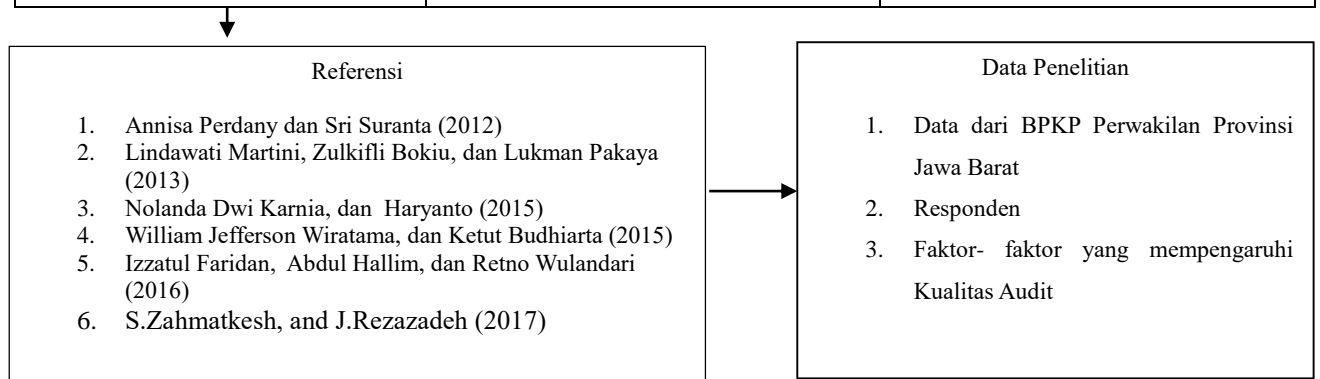 Referensi
1. Annisa Perdany dan Sri Suranta (2012)
2. Lindawati Martini, Zulkifli Bokiu, dan Lukman Pakaya
(2013)
3. Nolanda Dwi Karnia, dan Haryanto (2015)
4. William Jefferson Wiratama, dan Ketut Budhiarta (2015)
5. Izzatul Faridan, Abdul Hallim, dan Retno Wulandari
(2016)
6. S.Zahmatkesh, and J.Rezazadeh (2017)
Data Penelitian
1. Data dari BPKP Perwakilan Provinsi
Jawa Barat
2. Responden
3. Faktor- faktor yang mempengaruhi
Kualitas Audit